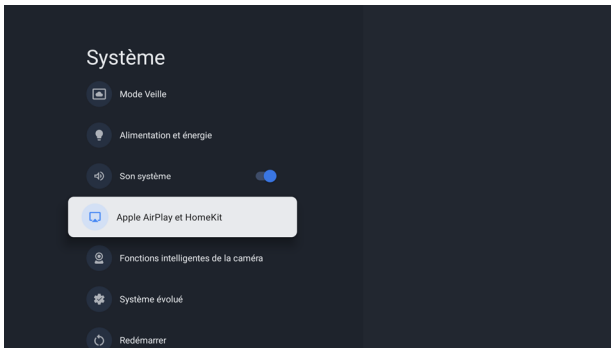 Système
Mode Veille
Alimentation et énergie
Son système
Apple AirPlay et HomeKit
Fonctions intelligentes de la caméra
Système évolué
Redémarrer